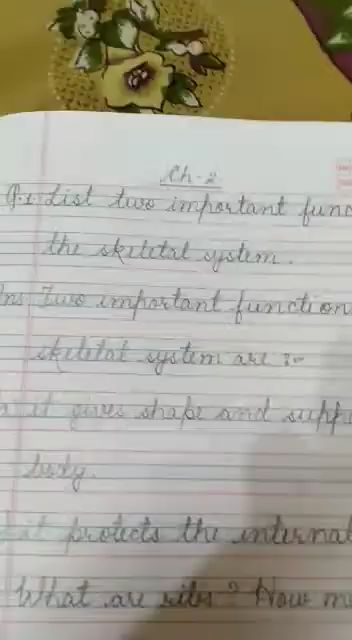 Ch-2
Q.1 List two important func
the skeletal system.
Ans Two important function
skeletal system are :-
it gives shape and supp
body.
it protects the internal
What are ribs? How m